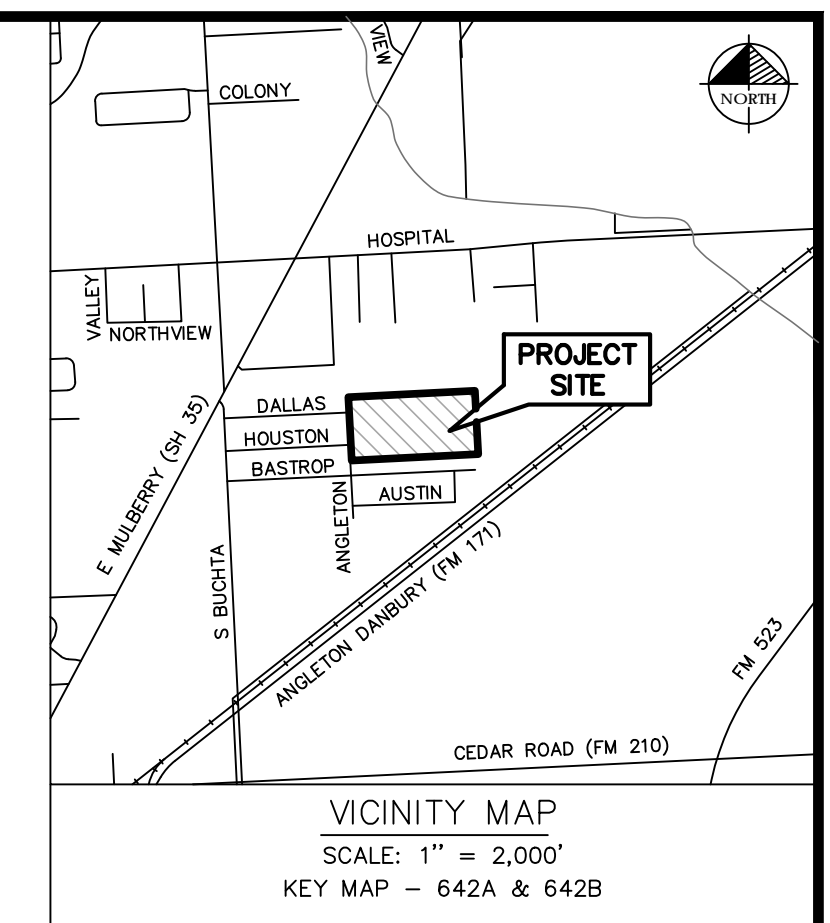 VIEW
COLONY
NORTH
HOSPITAL
VALLEY
NORTHVIEW
PROJECT
SITE
DALLAS
HOUSTON
BASTROP
AUSTIN
ANGLETON
E MULBERRY (SH 35)
S BUCHTA
ANGLETON DANBURY (FM 171)
FM 523
CEDAR ROAD (FM 210)
VICINITY MAP
SCALE: 1'' = 2,000'
KEY MAP - 642A & 642B